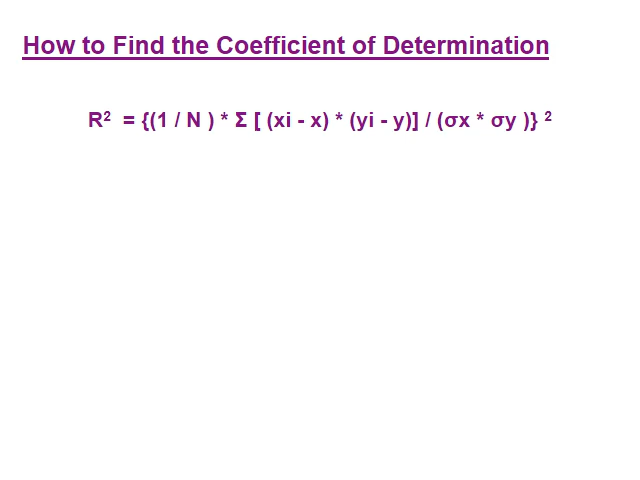 How to Find the Coefficient of Determination
R² = {(1 / N ) * Σ [ (xi - x) * (yi - y)] / (σx * σy )} ²